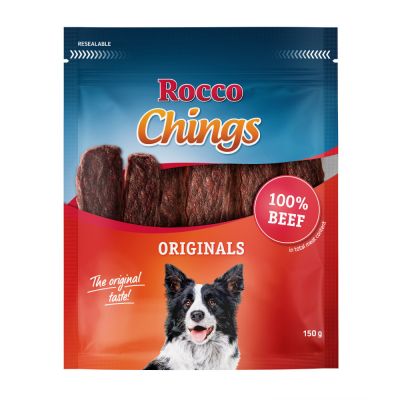 RESEALABLE
Rocco
Chings
100%
BEEF
in total meat content
ORIGINALS
The original
taste!
150 g